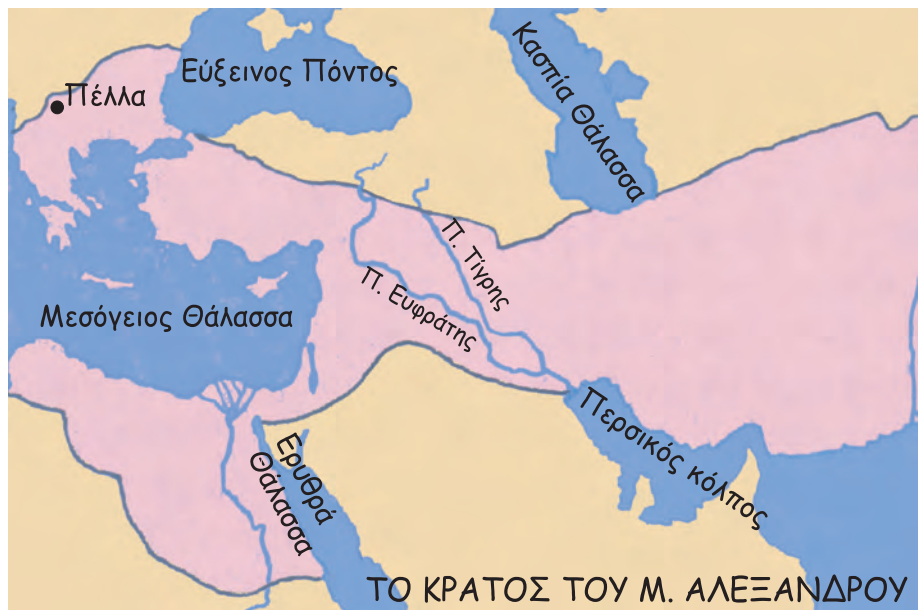 Εύξεινος Πόντος
Κασπία Θάλασσα
Πέλλα
Π. Τίγρης
Π. Ευφράτης
Μεσόγειος Θάλασσα
Περσικός κόλπος
Ερυθρά
Θάλασσα
ΤΟ ΚΡΑΤΟΣ ΤΟΥ Μ. ΑΛΕΞΑΝΔΡΟΥ